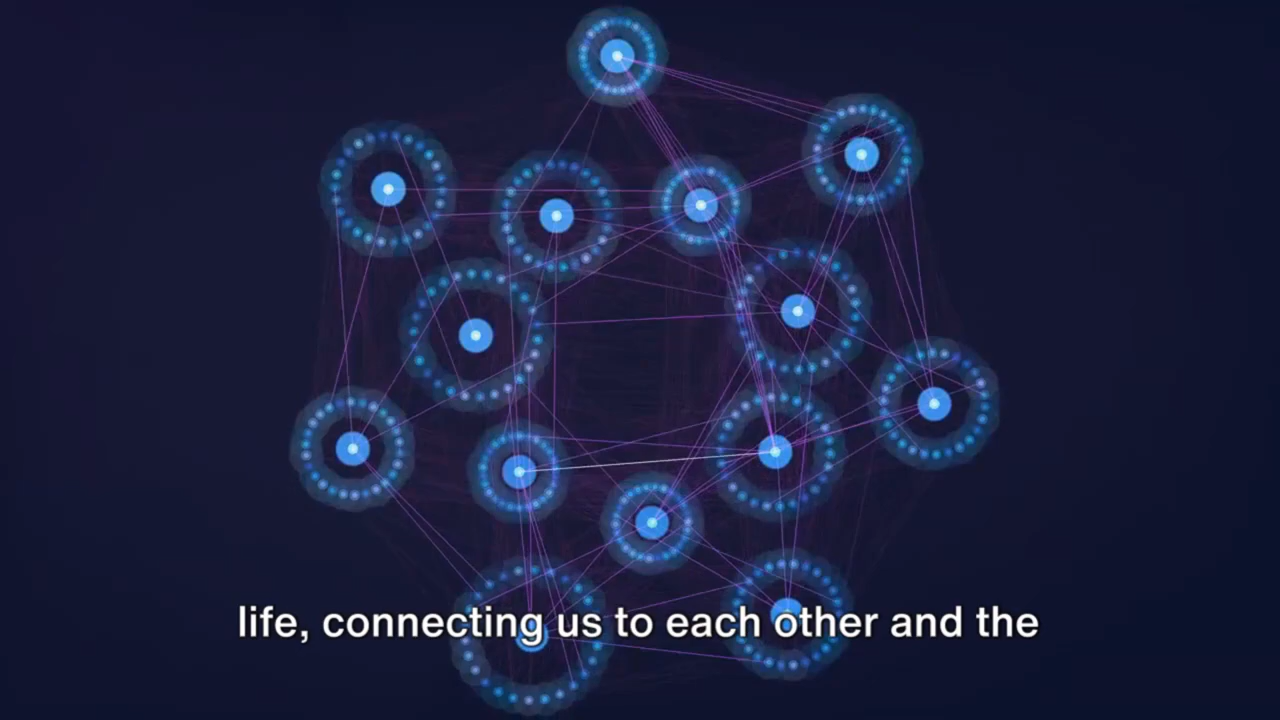 life, connecting us to each other and the